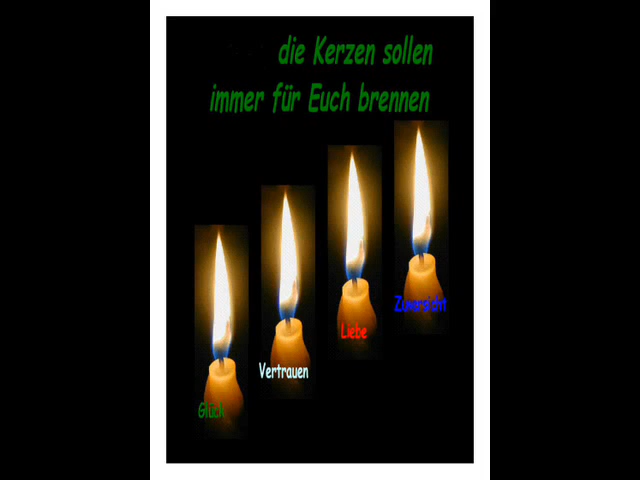 die Kerzen sollen
immer für Euch brennen
Zuversicht
Liebe
Vertrauen
Glück